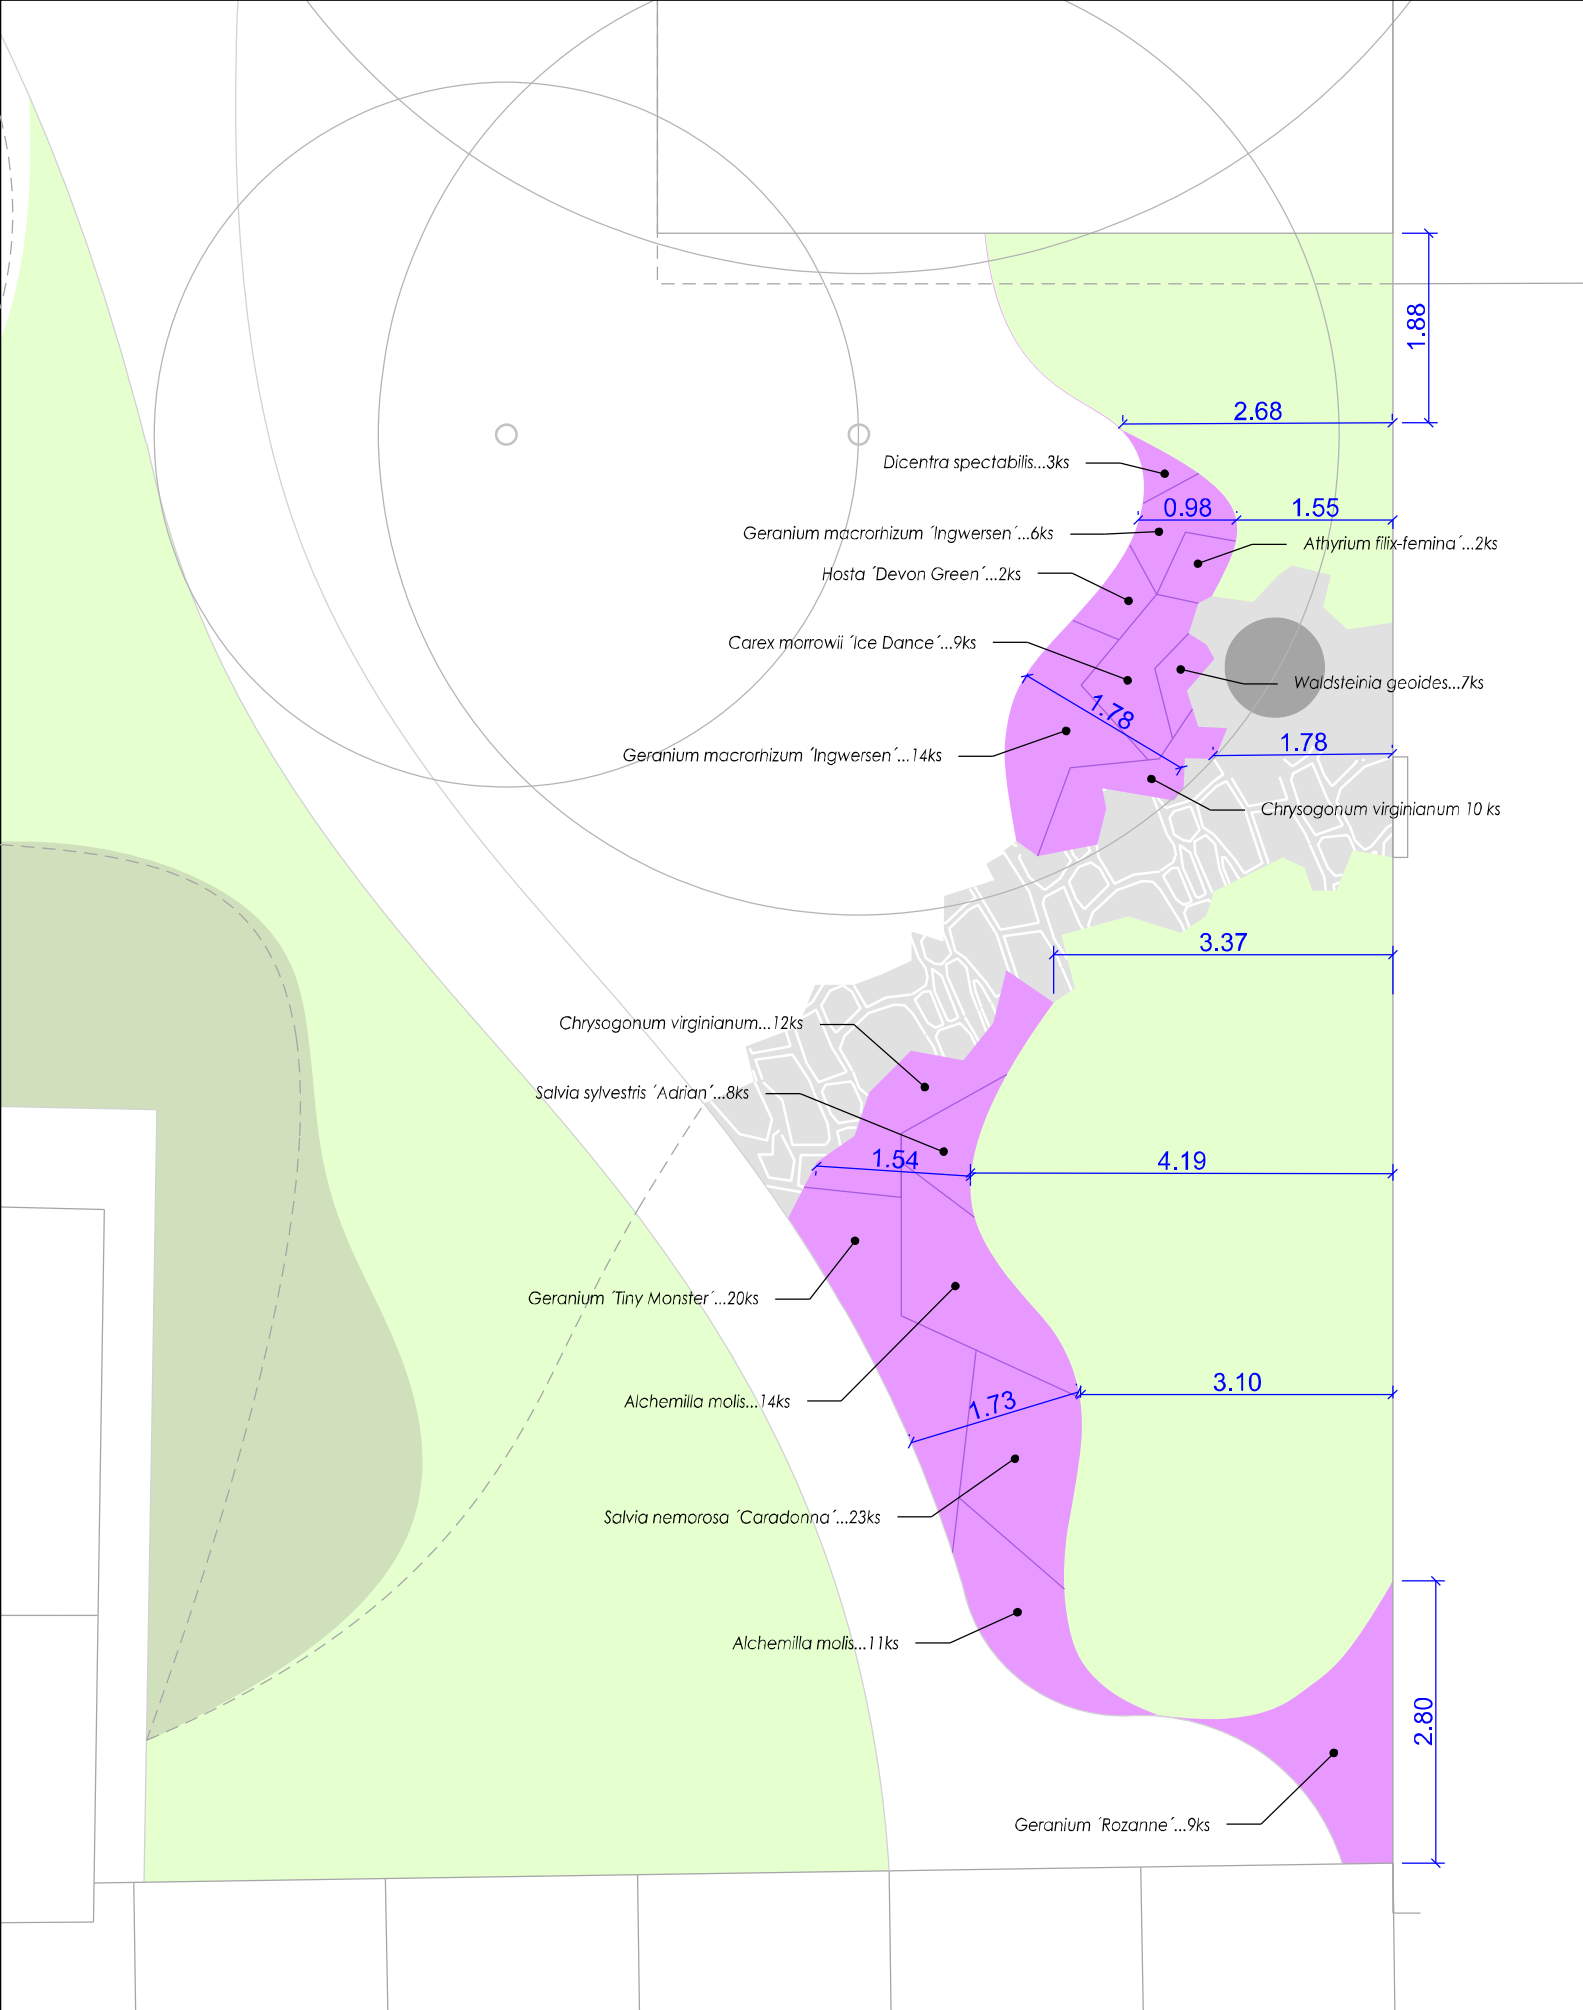 1.88
2.68
Dicentra spectabilis...3ks
0.98
1.55
Geranium macrorhizum ´Ingwersen´...6ks
Athyrium filix-femina´...2ks
Hosta ´Devon Green´...2ks
Carex morrowii ´Ice Dance´...9ks
Waldsteinia geoides...7ks
1.78
1.78
Geranium macrorhizum ´Ingwersen´...14ks
Chrysogonum virginianum 10 ks
3.37
Chrysogonum virginianum...12ks
Salvia sylvestris ´Adrian´...8ks
1.54
4.19
Geranium ´Tiny Monster´...20ks
3.10
Alchemilla molis...14ks
1.73
Salvia nemorosa ´Caradonna´...23ks
Alchemilla molis...11ks
2.80
Geranium ´Rozanne´...9ks